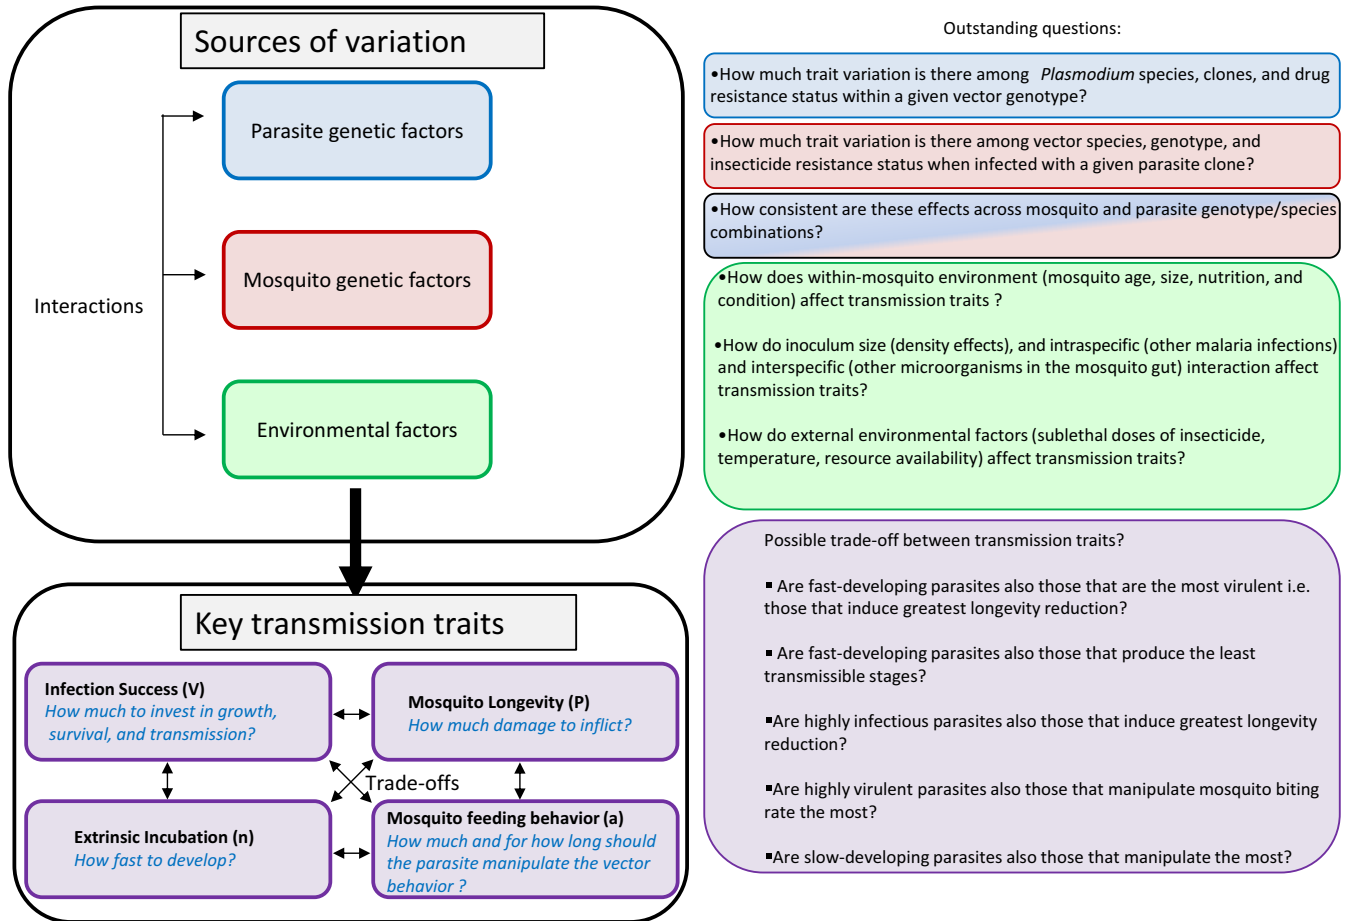 Sources of variation
Parasite genetic factors
Mosquito genetic factors
Interactions
Environmental factors
Key transmission traits
Infection Success (V)
How much to invest in growth,
survival, and transmission?
Mosquito Longevity (P)
How much damage to inflict?
Trade-offs
Extrinsic Incubation (n)
How fast to develop?
Mosquito feeding behavior (a)
How much and for how long should
the parasite manipulate the vector
behavior ?
Outstanding questions:
•How much trait variation is there among Plasmodium species, clones, and drug
resistance status within a given vector genotype?
•How much trait variation is there among vector species, genotype, and
insecticide resistance status when infected with a given parasite clone?
•How consistent are these effects across mosquito and parasite genotype/species
combinations?
•How does within-mosquito environment (mosquito age, size, nutrition, and
condition) affect transmission traits ?
•How do inoculum size (density effects), and intraspecific (other malaria infections)
and interspecific (other microorganisms in the mosquito gut) interaction affect
transmission traits?
•How do external environmental factors (sublethal doses of insecticide,
temperature, resource availability) affect transmission traits?
Possible trade-off between transmission traits?
▪ Are fast-developing parasites also those that are the most virulent i.e.
those that induce greatest longevity reduction?
▪ Are fast-developing parasites also those that produce the least
transmissible stages?
▪Are highly infectious parasites also those that induce greatest longevity
reduction?
▪Are highly virulent parasites also those that manipulate mosquito biting
rate the most?
▪Are slow-developing parasites also those that manipulate the most?